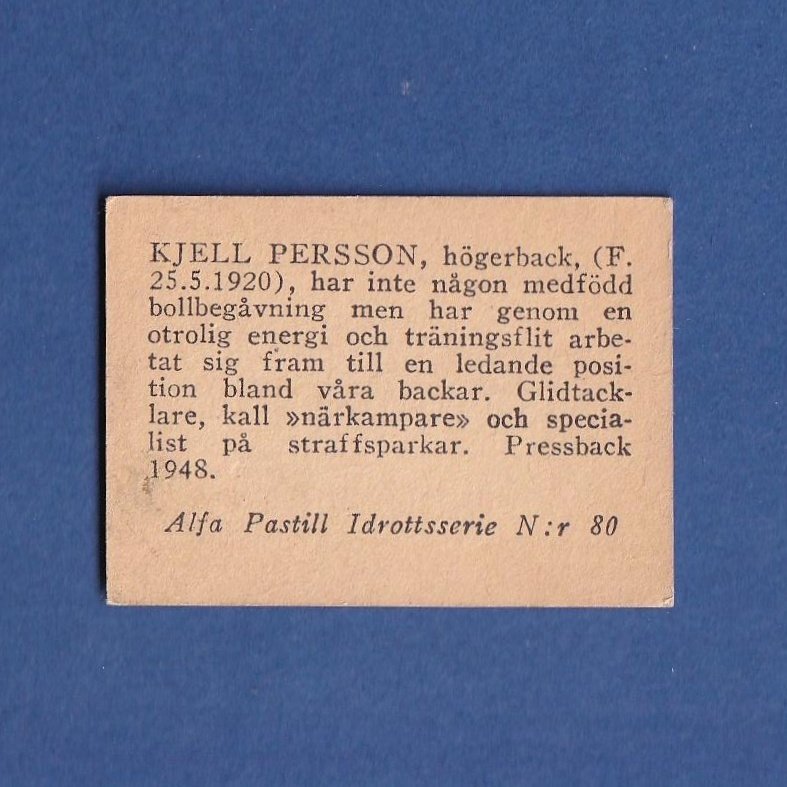 KJELL PERSSON, högerback, (F.
25.5.1920), har inte någon medfödd
bollbegåvning men har genom en
otrolig energi och träningsflit arbe-
tat sig fram till en ledande posi-
tion bland våra backar. Glidtack-
lare, kall »närkampare» och specia-
list på straffsparkar. Pressback
1948.
Alfa Pastill Idrottsserie N:r 80